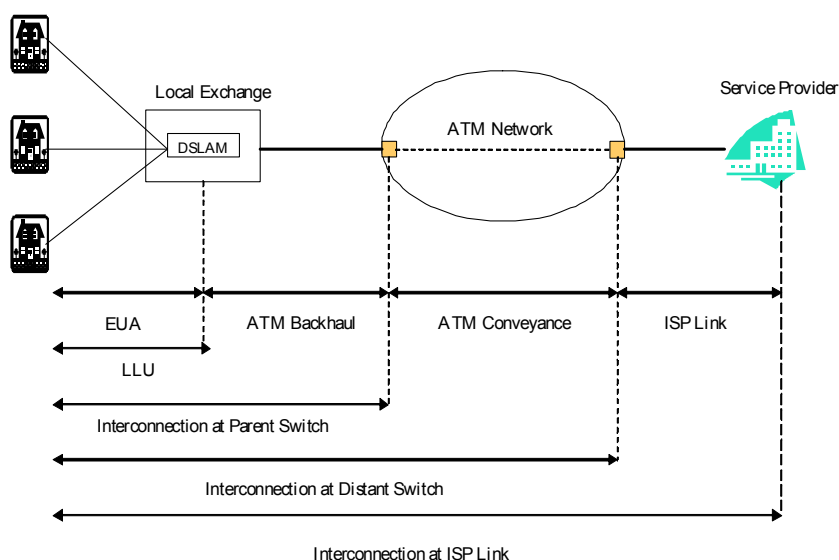 Service Provider
Local Exchange
DSLAM
ATM Network
EUA
ATM Backhaul
ATM Conveyance
ISP Link
LLU
Interconnection at Parent Switch
Interconnection at Distant Switch
Interconnection at ISP Link